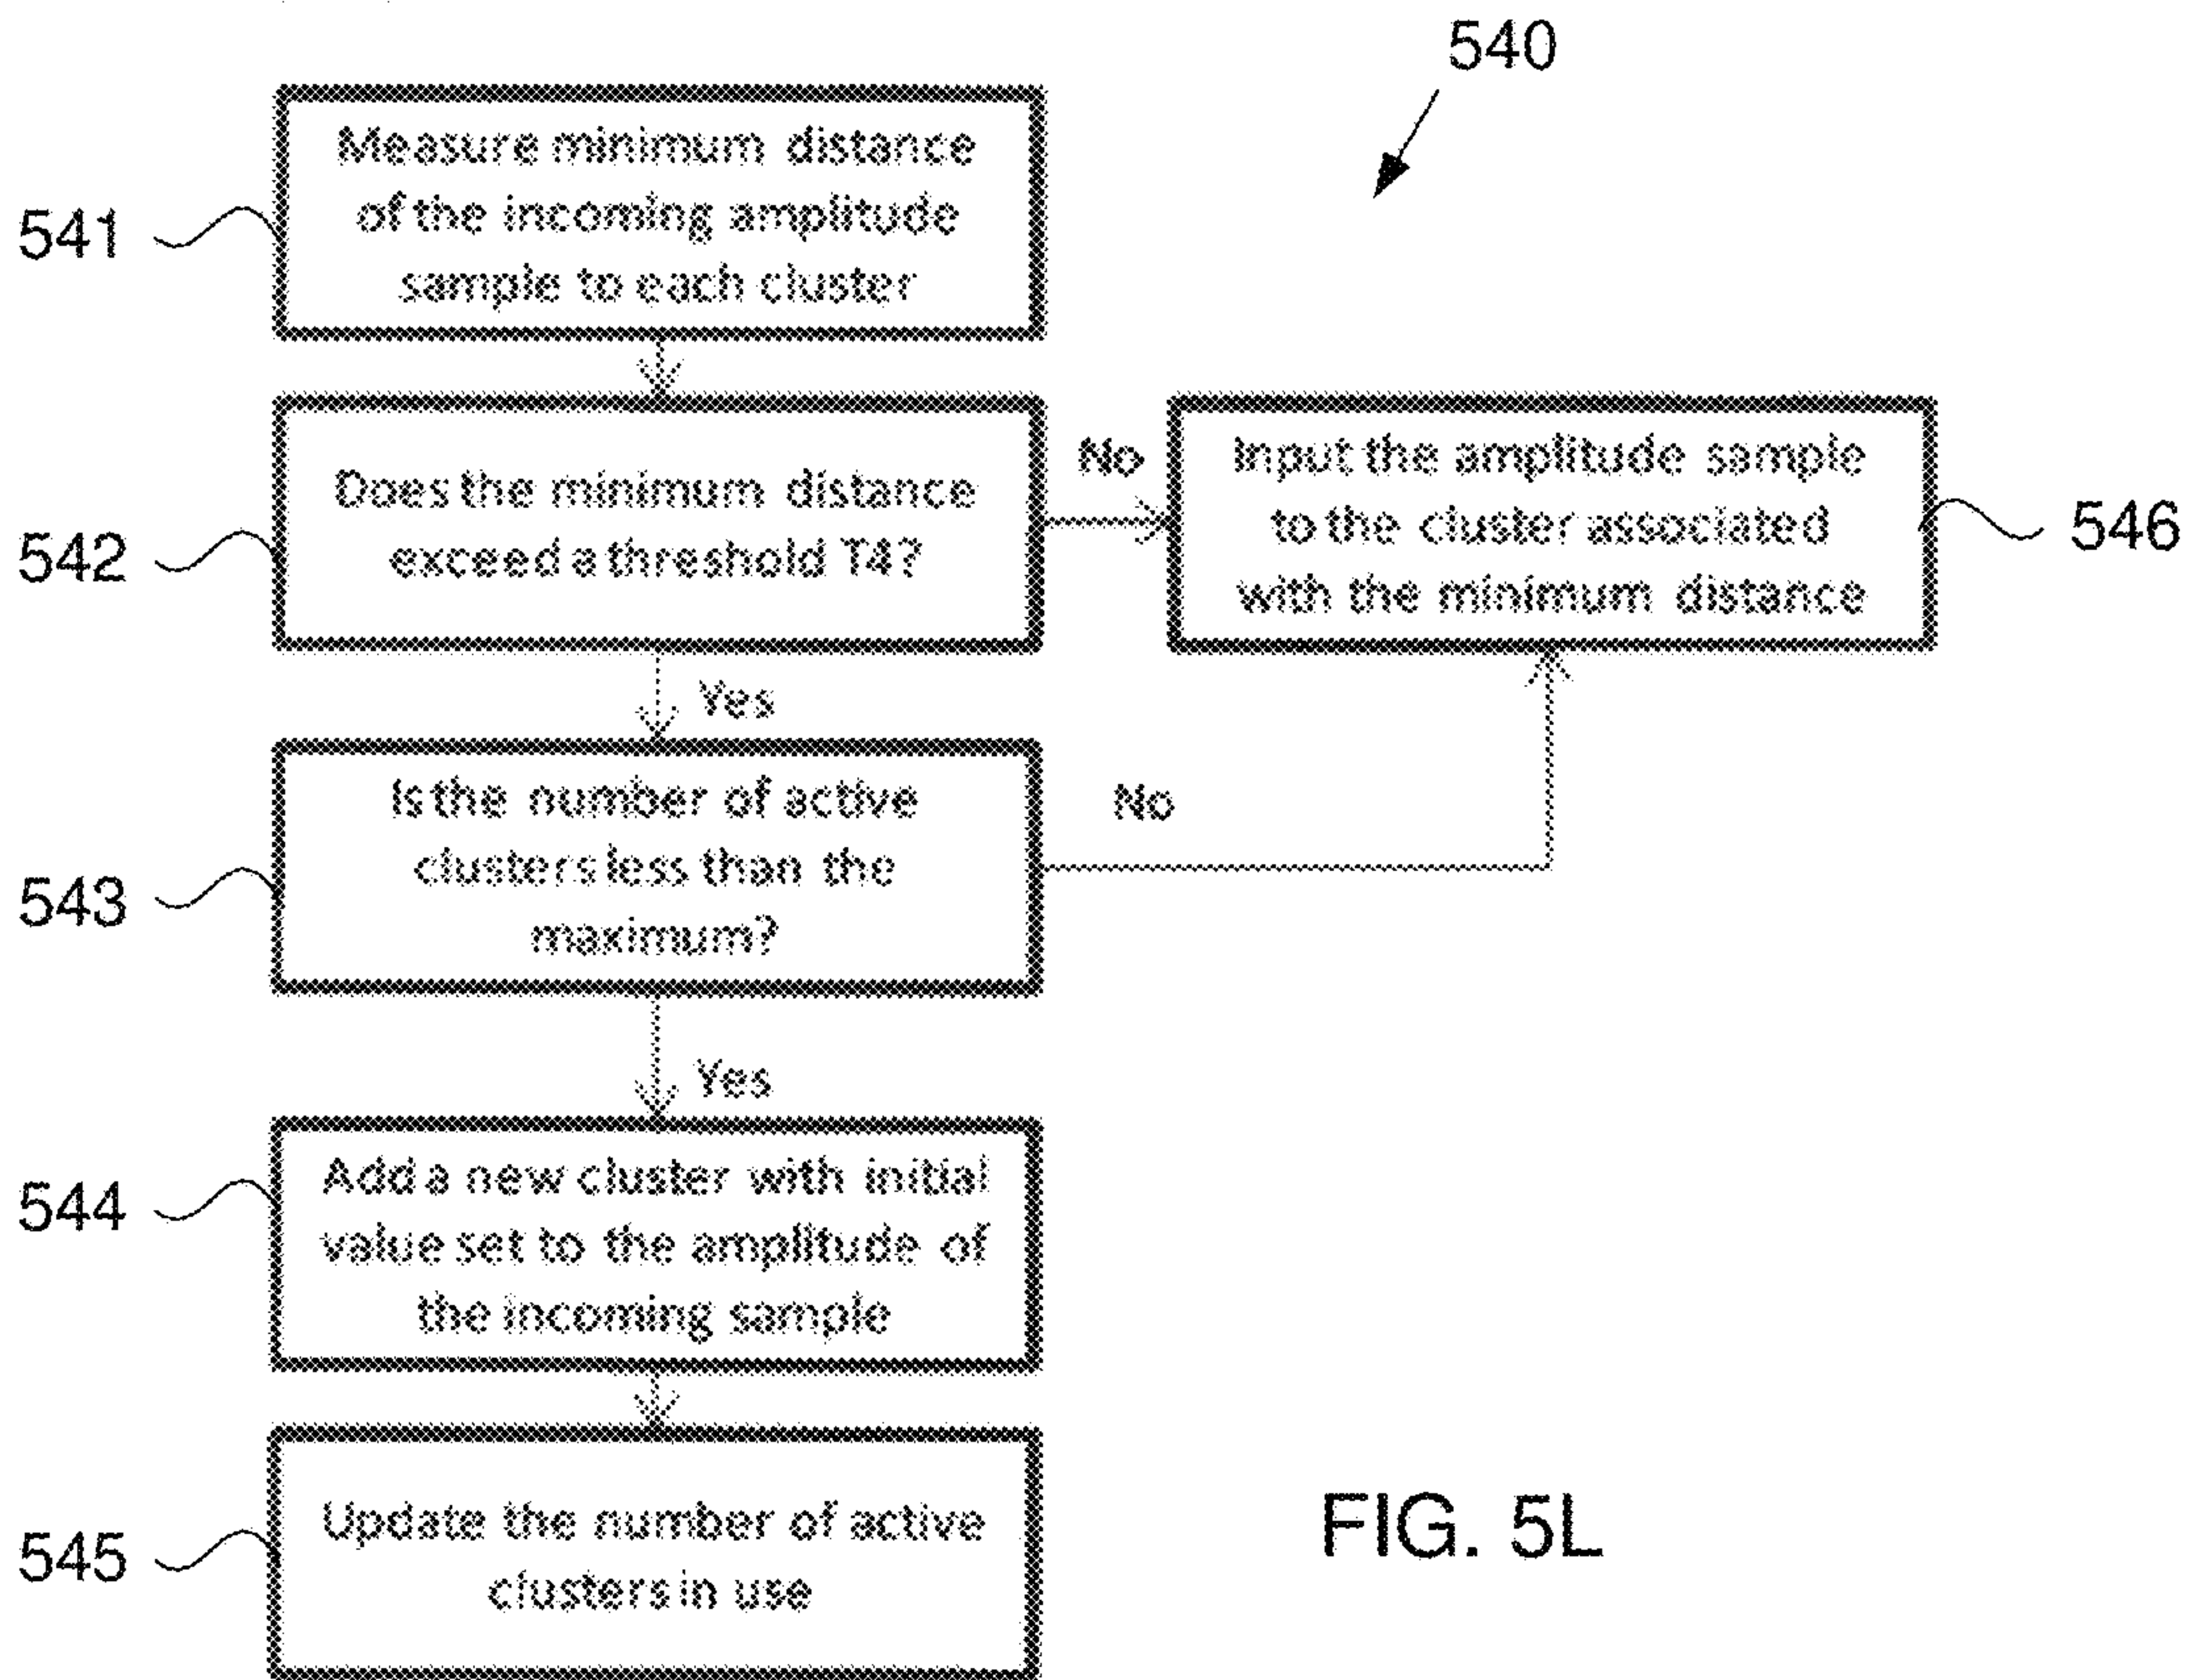 540
541
Measure minimum distance
of the incoming amplitude
sample to each cluster
542
Does the minimum distance
exceed a threshold T4?
No
Input the amplitude sample
to the cluster associated
with the minimum distance
546
Yes
543
Is the number of active
clusters less than the
maximum?
No
Yes
544
Add a new cluster with initial
value set to the amplitude of
the incoming sample
545
Update the number of active
clusters in use
FIG. 5L